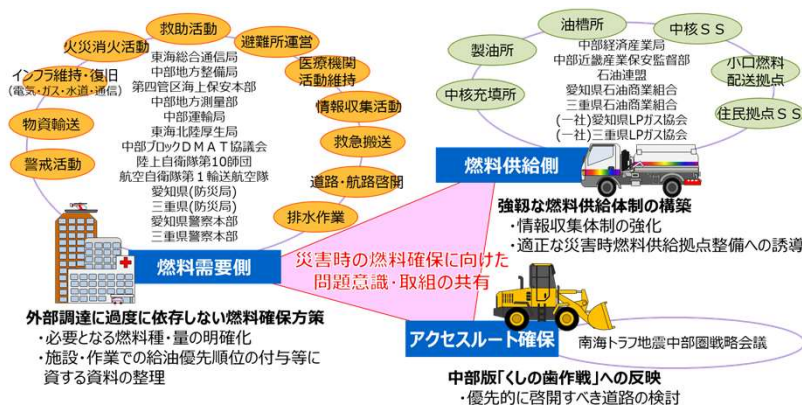 救助活動
火災消火活動
避難所運営
インフラ維持・復旧
(電気・ガス・水道・通信)
医療機関
活動維持
物資輸送
情報収集活動
警戒活動
救急搬送
道路・航路啓開
排水作業
東海総合通信局
中部地方整備局
第四管区海上保安本部
中部地方測量部
中部運輸局
東海北陸厚生局
中部ブロックDMAT協議会
陸上自衛隊第10師団
航空自衛隊第1輸送航空隊
愛知県(防災局)
三重県(防災局)
愛知県警察本部
三重県警察本部
燃料需要側
外部調達に過度に依存しない燃料確保方策
・必要となる燃料種・量の明確化
・施設・作業での給油優先順位の付与等に
資する資料の整理
油槽所
中核SS
製油所
小口燃料
配送拠点
中核充填所
住民拠点SS
中部経済産業局
中部近畿産業保安監督部
石油連盟
愛知県石油商業組合
三重県石油商業組合
(一社)愛知県LPガス協会
(一社)三重県LPガス協会
燃料供給側
強靱な燃料供給体制の構築
・情報収集体制の強化
・適正な災害時燃料供給拠点整備への誘導
災害時の燃料確保に向けた
問題意識・取組の共有
アクセスルート確保
南海トラフ地震中部圏戦略会議
中部版「くしの歯作戦」への反映
・優先的に啓開すべき道路の検討